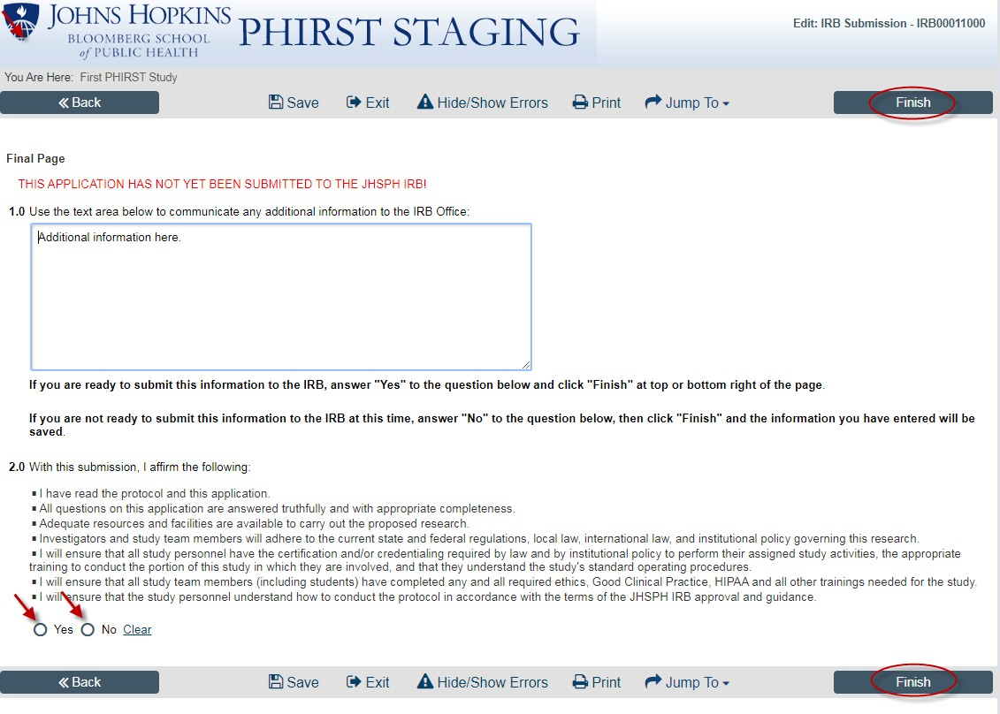 JOHNS HOPKINS
BLOOMBERG SCHOOL
of PUBLIC HEALTH
PHIRST STAGING
Edit: IRB Submission - IRB00011000
You Are Here: First PHIRST Study
Back Save Exit Hide/Show Errors Print Jump To Finish
Final Page
THIS APPLICATION HAS NOT YET BEEN SUBMITTED TO THE JHSPH IRB!
1.0 Use the text area below to communicate any additional information to the IRB Office:
Additional information here.
If you are ready to submit this information to the IRB, answer "Yes" to the question below and click "Finish" at top or bottom right of the page.
If you are not ready to submit this information to the IRB at this time, answer "No" to the question below, then click "Finish" and the information you have entered will be
saved.
2.0 With this submission, I affirm the following:
▪ I have read the protocol and this application.
▪ All questions on this application are answered truthfully and with appropriate completeness.
▪ Adequate resources and facilities are available to carry out the proposed research.
▪ Investigators and study team members will adhere to the current state and federal regulations, local law, international law, and institutional policy governing this research.
▪ I will ensure that all study personnel have the certification and/or credentialing required by law and by institutional policy to perform their assigned study activities, the appropriate
training to conduct the portion of this study in which they are involved, and that they understand the study's standard operating procedures.
▪ I will ensure that all study team members (including students) have completed any and all required ethics, Good Clinical Practice, HIPAA and all other trainings needed for the study.
▪ I will ensure that the study personnel understand how to conduct the protocol in accordance with the terms of the JHSPH IRB approval and guidance.
Yes No Clear
Back Save Exit Hide/Show Errors Print Jump To Finish